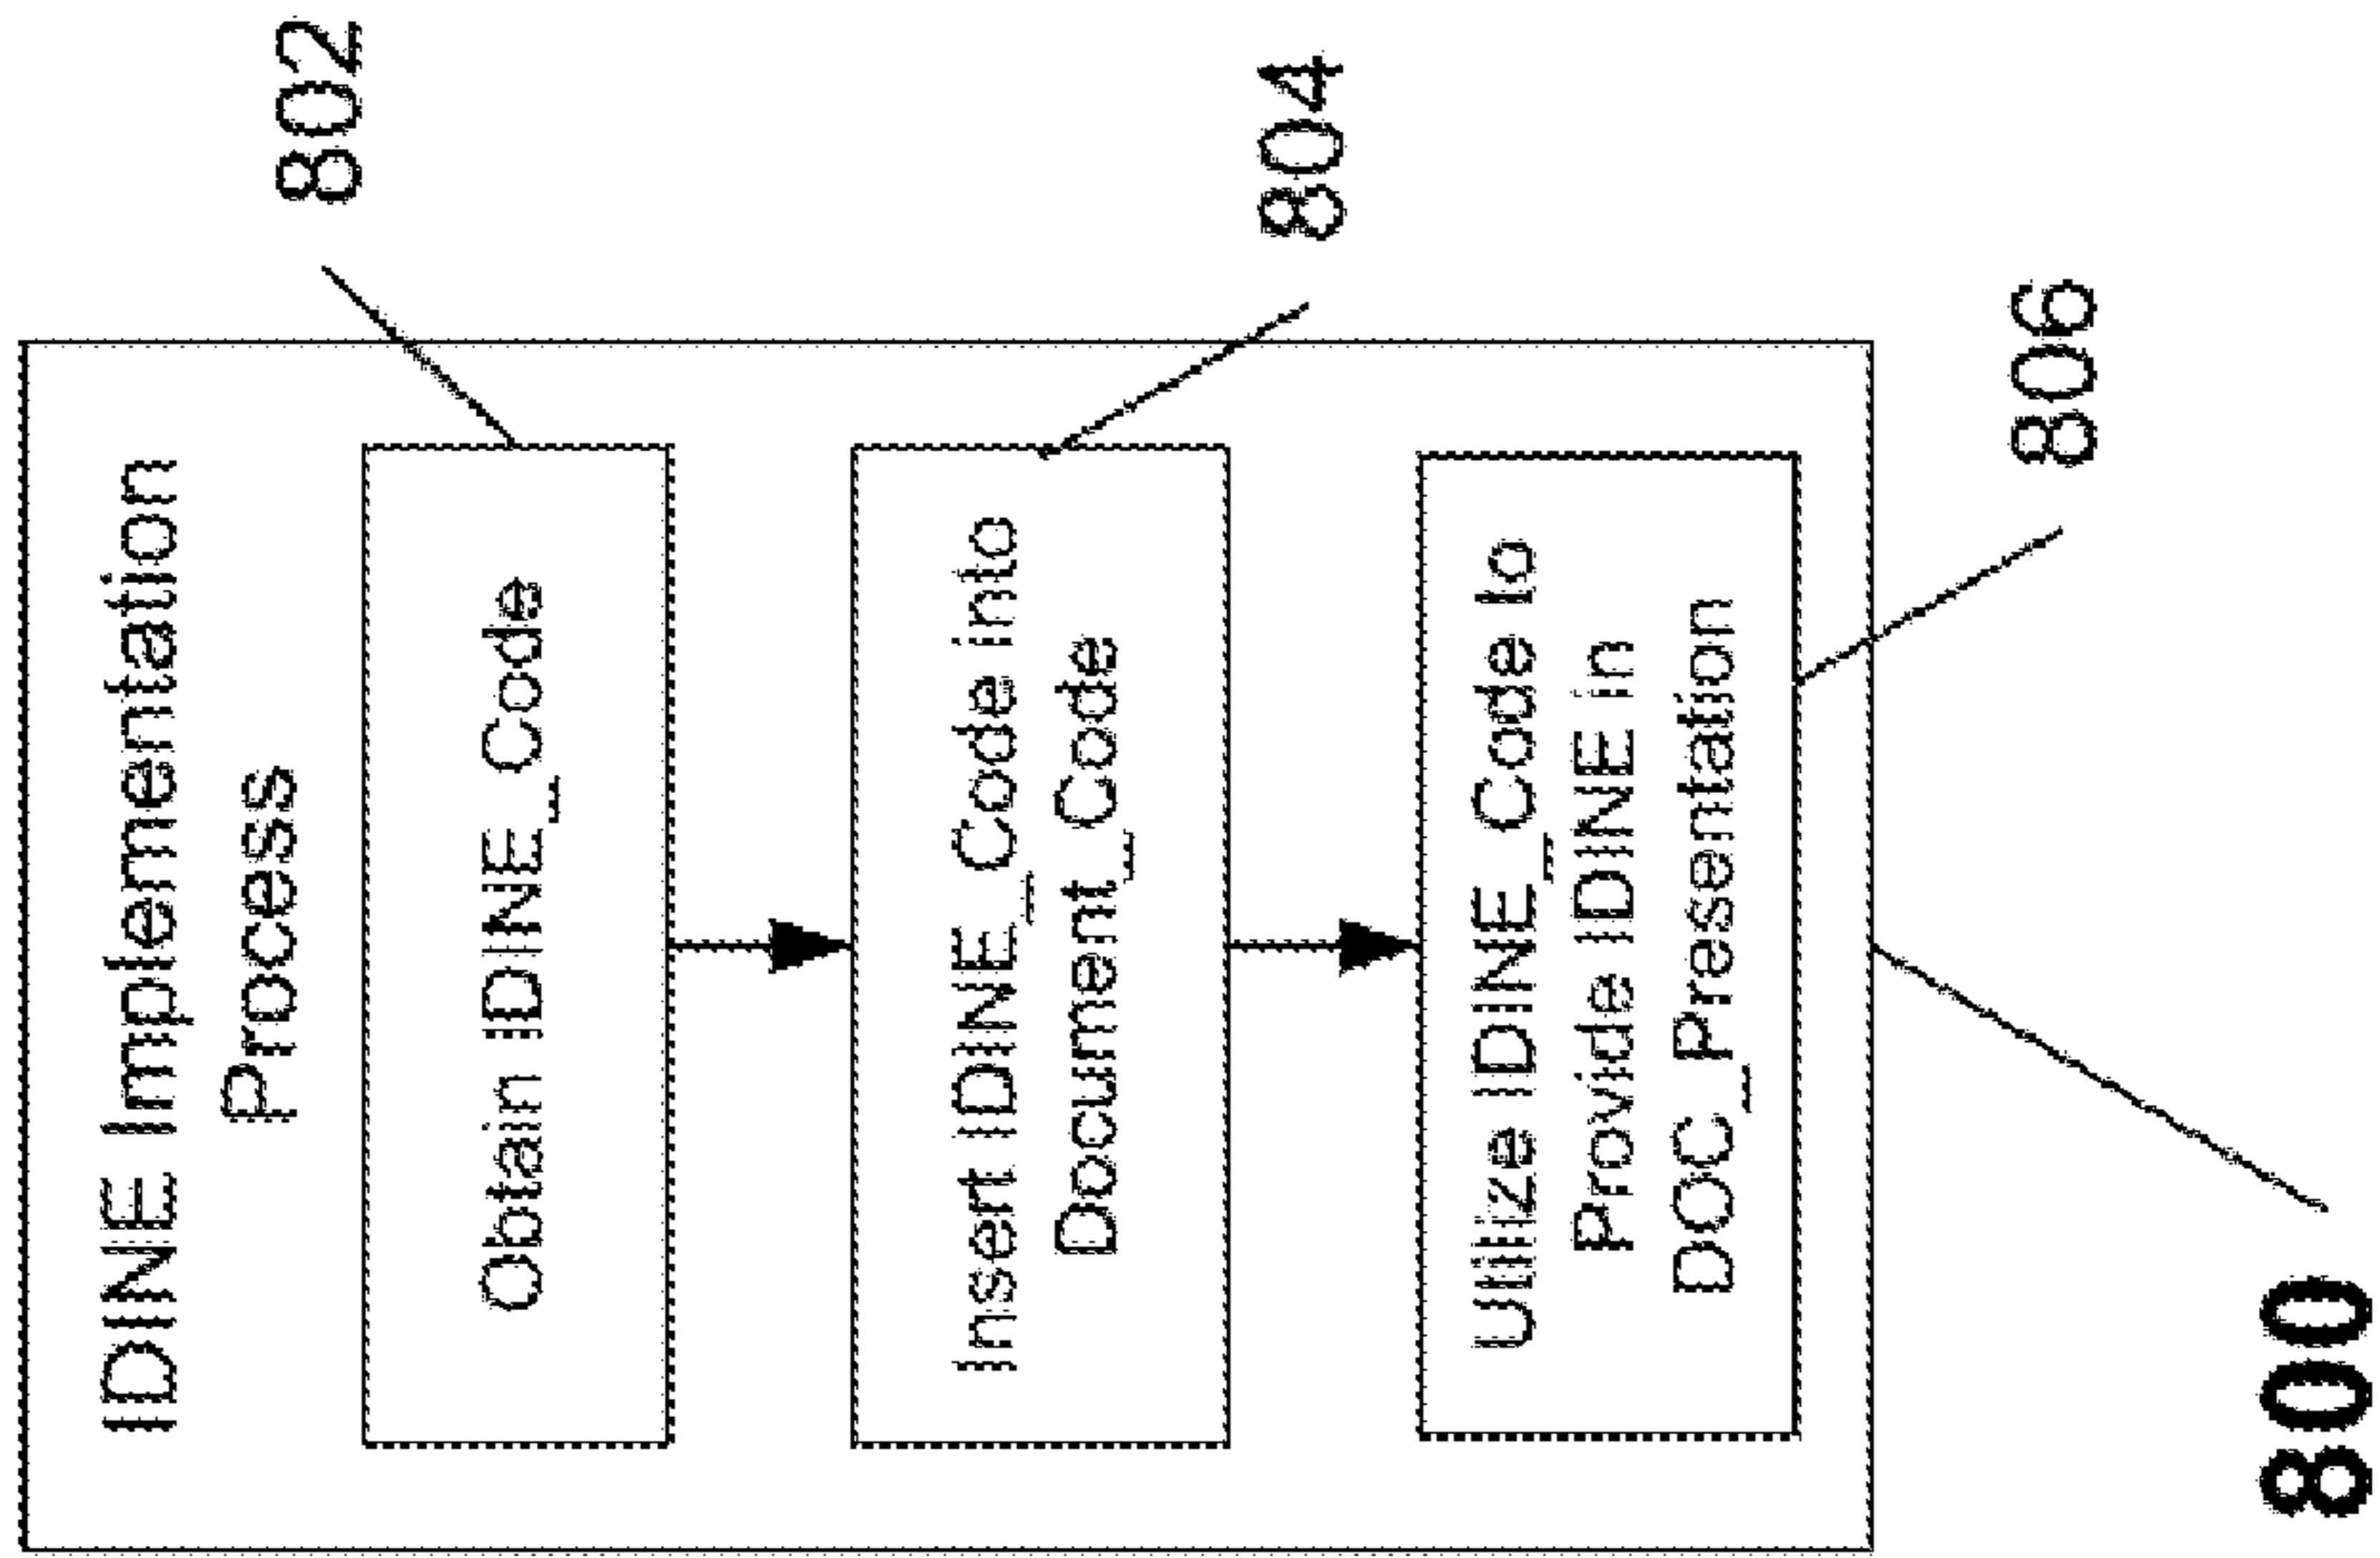 IDINE Implementation
Process
802
Obtain IDINE_Code
804
Insert IDINE_Code into
Document_Code
806
Utilize IDINE_Code to
Provide IDINE in
DOC_Presentation
800